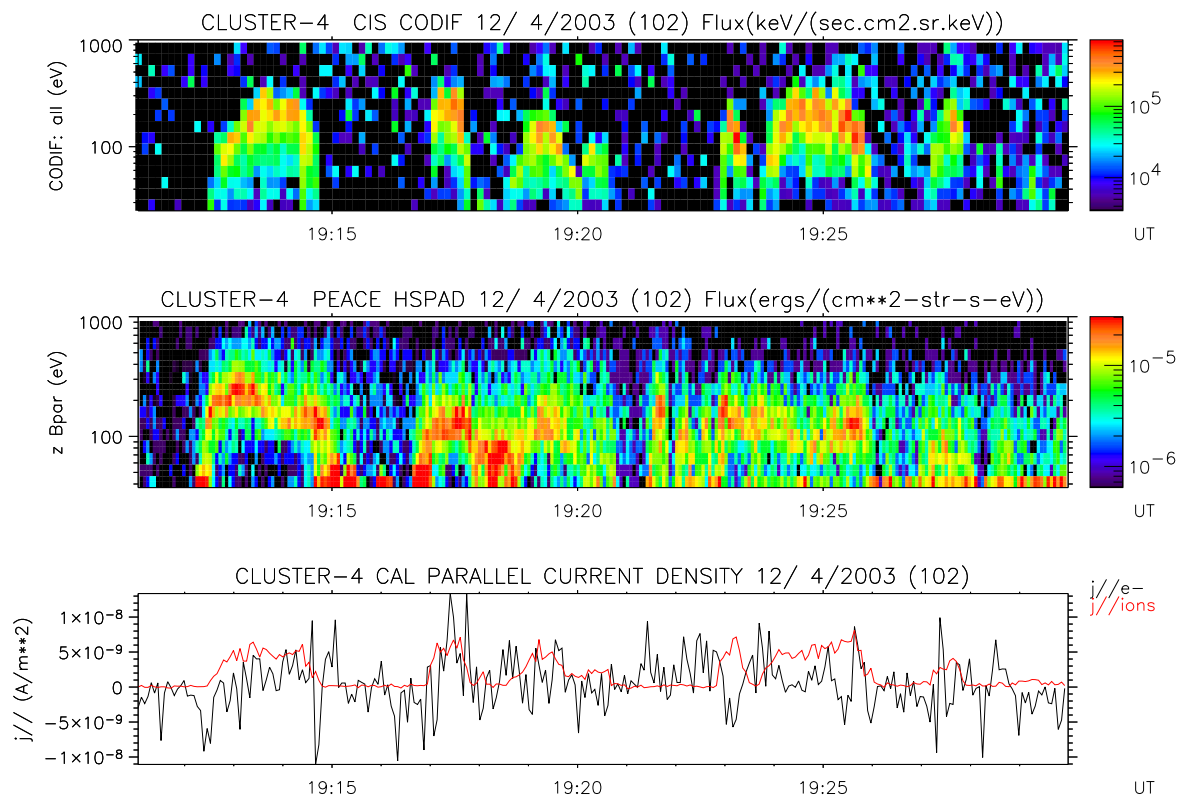 CLUSTER-4 CIS CODIF 12/ 4/2003 (102) Flux(keV/(sec.cm2.sr.keV))
CODIF: all (eV)
1000
100
10⁵
10⁴
19:15 19:20 19:25 UT
CLUSTER-4 PEACE HSPAD 12/ 4/2003 (102) Flux(ergs/(cm**2-str-s-eV))
z Bpar (eV)
1000
100
10⁻⁵
10⁻⁶
19:15 19:20 19:25 UT
CLUSTER-4 CAL PARALLEL CURRENT DENSITY 12/ 4/2003 (102)
j//e-
j//ions
j// (A/m**2)
1×10⁻⁸
5×10⁻⁹
0
-5×10⁻⁹
-1×10⁻⁸
19:15 19:20 19:25 UT